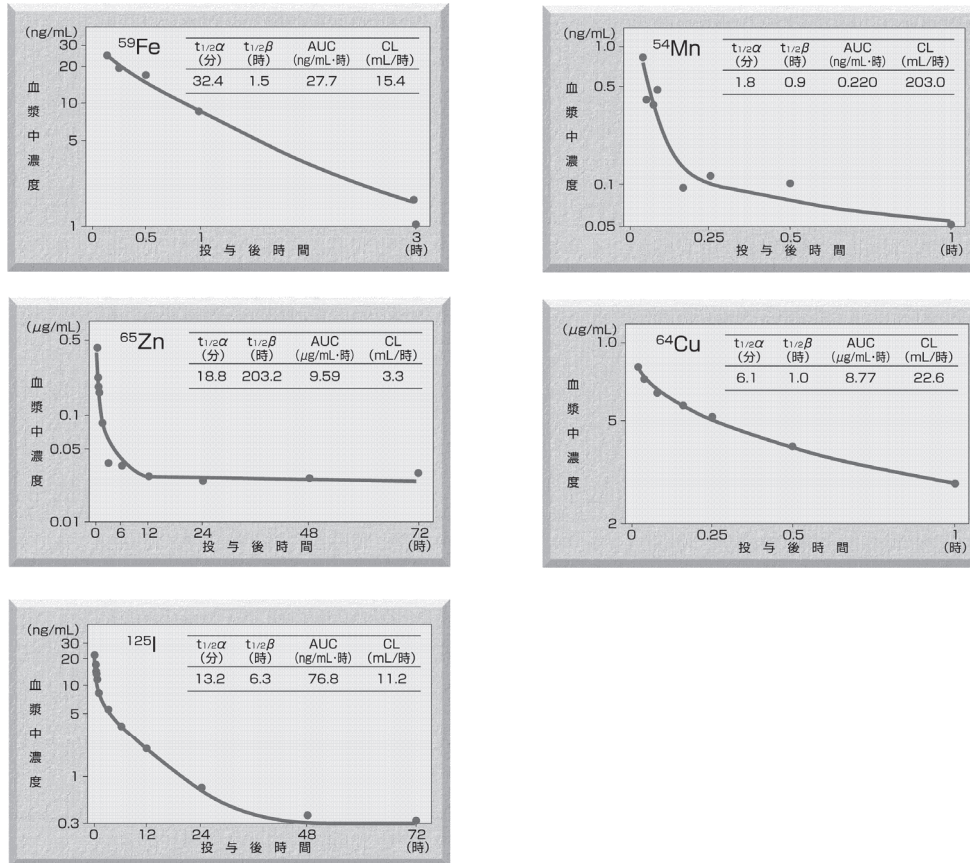 (ng/mL)
59Fe
t1/2α t1/2β AUC CL
(分) (時) (ng/mL·時) (mL/時)
32.4 1.5 27.7 15.4
30
20
10
5
1
血漿中濃度
0 0.5 1 3
投与後時間 (時)
(ng/mL)
54Mn
t1/2α t1/2β AUC CL
(分) (時) (ng/mL·時) (mL/時)
1.8 0.9 0.220 203.0
1.0
0.5
0.1
0.05
血漿中濃度
0 0.25 0.5 1
投与後時間 (時)
(μg/mL)
65Zn
t1/2α t1/2β AUC CL
(分) (時) (μg/mL·時) (mL/時)
18.8 203.2 9.59 3.3
0.5
0.1
0.05
0.01
血漿中濃度
0 6 12 24 48 72
投与後時間 (時)
(μg/mL)
64Cu
t1/2α t1/2β AUC CL
(分) (時) (μg/mL·時) (mL/時)
6.1 1.0 8.77 22.6
1.0
5
2
血漿中濃度
0 0.25 1.5 1
投与後時間 (時)
(ng/mL)
125I
t1/2α t1/2β AUC CL
(分) (時) (ng/mL·時) (mL/時)
13.2 6.3 76.8 11.2
30
20
10
5
1
0.3
血漿中濃度
0 12 24 48 72
投与後時間 (時)